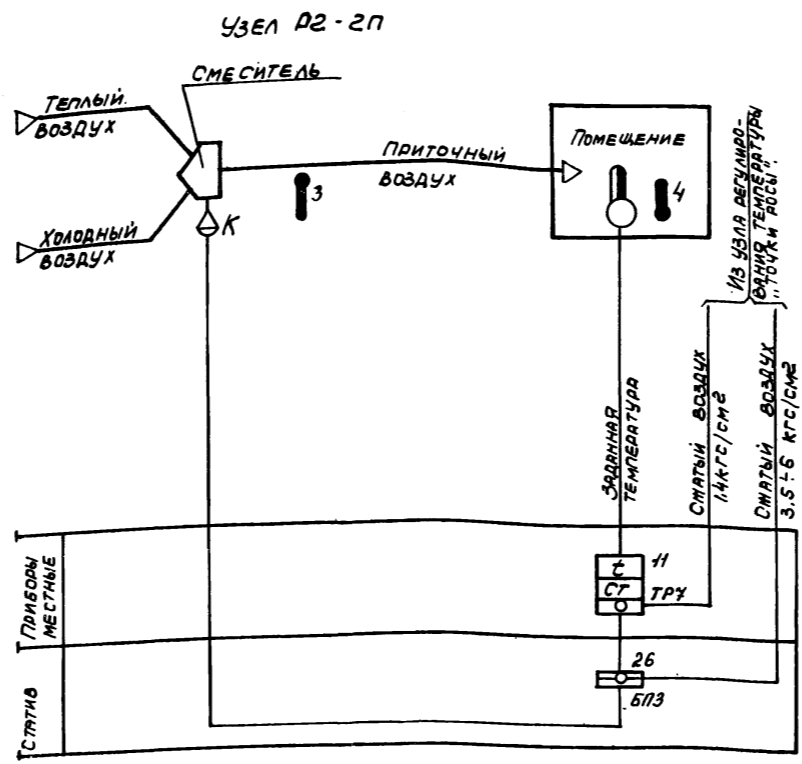 УЗЕЛ Р2-2П
СМЕСИТЕЛЬ
ТЕПЛЫЙ
ВОЗДУХ
ПРИТОЧНЫЙ
ВОЗДУХ
ПОМЕЩЕНИЕ
3
4
К
ХОЛОДНЫЙ
ВОЗДУХ
ИЗ УЗЛА РЕГУЛИРО-
ВАНИЯ ТЕМПЕРАТУРЫ
„ТОЧКИ РОСЫ".
ЗАДАННАЯ
ТЕМПЕРАТУРА
СЖАТЫЙ ВОЗДУХ
1.4 КГС/СМ2
СЖАТЫЙ ВОЗДУХ
3.5÷6 КГС/СМ2
ПРИБОРЫ
МЕСТНЫЕ
t
СТ
11
ТР7
СТАТИВ
26
БПЗ